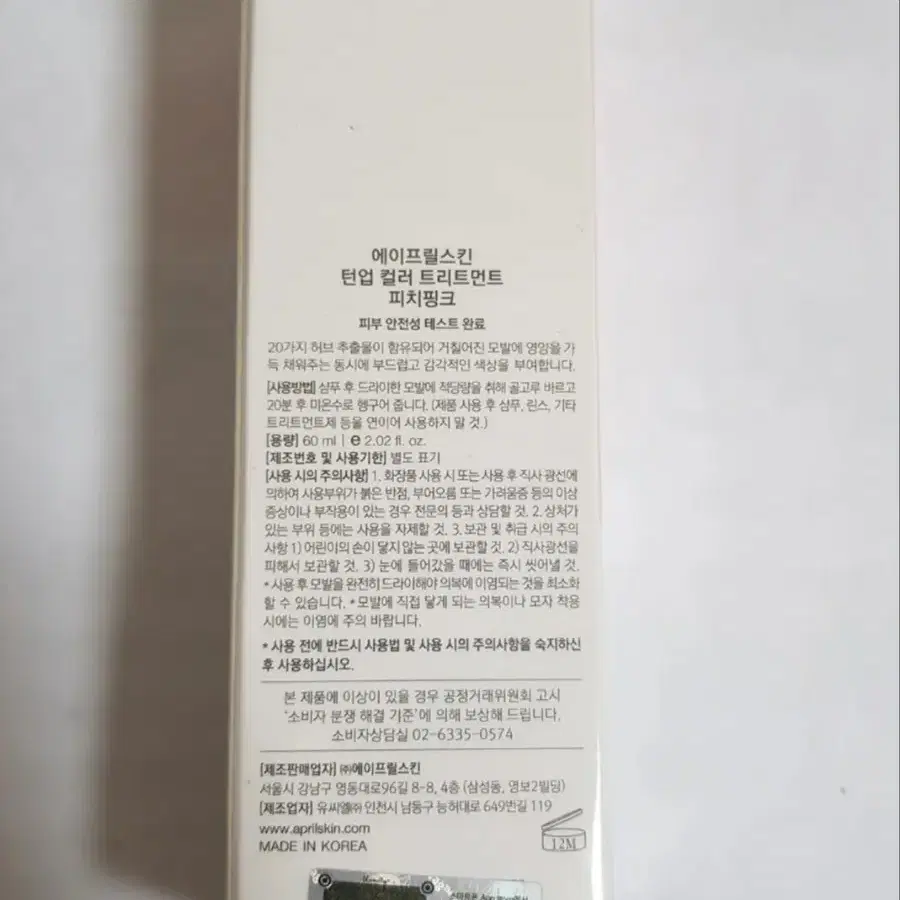 에이프릴스킨
턴업 컬러 트리트먼트
피치핑크
피부 안전성 테스트 완료
20가지 허브 추출물이 함유되어 거칠어진 모발에 영양을 가
득 채워주는 동시에 부드럽고 감각적인 색상을 부여합니다.
[사용방법] 샴푸 후 드라이한 모발에 적당량을 취해 골고루 바르고
20분 후 미온수로 헹구어 줍니다. (제품 사용 후 샴푸, 린스, 기타
트리트먼트제 등을 연이어 사용하지 말 것.)
[용량] 60 ml | e 2.02 fl. oz.
[제조번호 및 사용기한] 별도 표기
[사용 시의 주의사항] 1. 화장품 사용 시 또는 사용 후 직사 광선에
의하여 사용부위가 붉은 반점, 부어오름 또는 가려움증 등의 이상
증상이나 부작용이 있는 경우 전문의 등과 상담할 것. 2. 상처가
있는 부위 등에는 사용을 자제할 것. 3. 보관 및 취급 시의 주의
사항 1) 어린이의 손이 닿지 않는 곳에 보관할 것. 2) 직사광선을
피해서 보관할 것. 3) 눈에 들어갔을 때에는 즉시 씻어낼 것.
* 사용 후 모발을 완전히 드라이해야 의복에 이염되는 것을 최소화
할 수 있습니다. * 모발에 직접 닿게 되는 의복이나 모자 착용
시에는 이염에 주의 바랍니다.
* 사용 전에 반드시 사용법 및 사용 시의 주의사항을 숙지하신
후 사용하십시오.
본 제품에 이상이 있을 경우 공정거래위원회 고시
'소비자 분쟁 해결 기준'에 의해 보상해 드립니다.
소비자상담실 02-6335-0574
[제조판매업자] ㈜에이프릴스킨
서울시 강남구 영동대로96길 8-8, 4층 (삼성동, 영보2빌딩)
[제조업자] 유씨엘㈜ 인천시 남동구 능허대로 649번길 119
www.aprilskin.com
MADE IN KOREA
12M